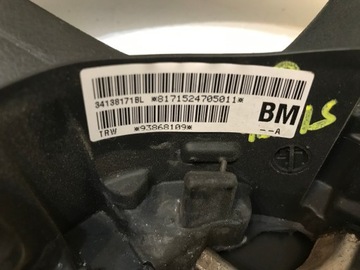 34138171BL *8171524705011*
BM
TRW *93868109*
--A